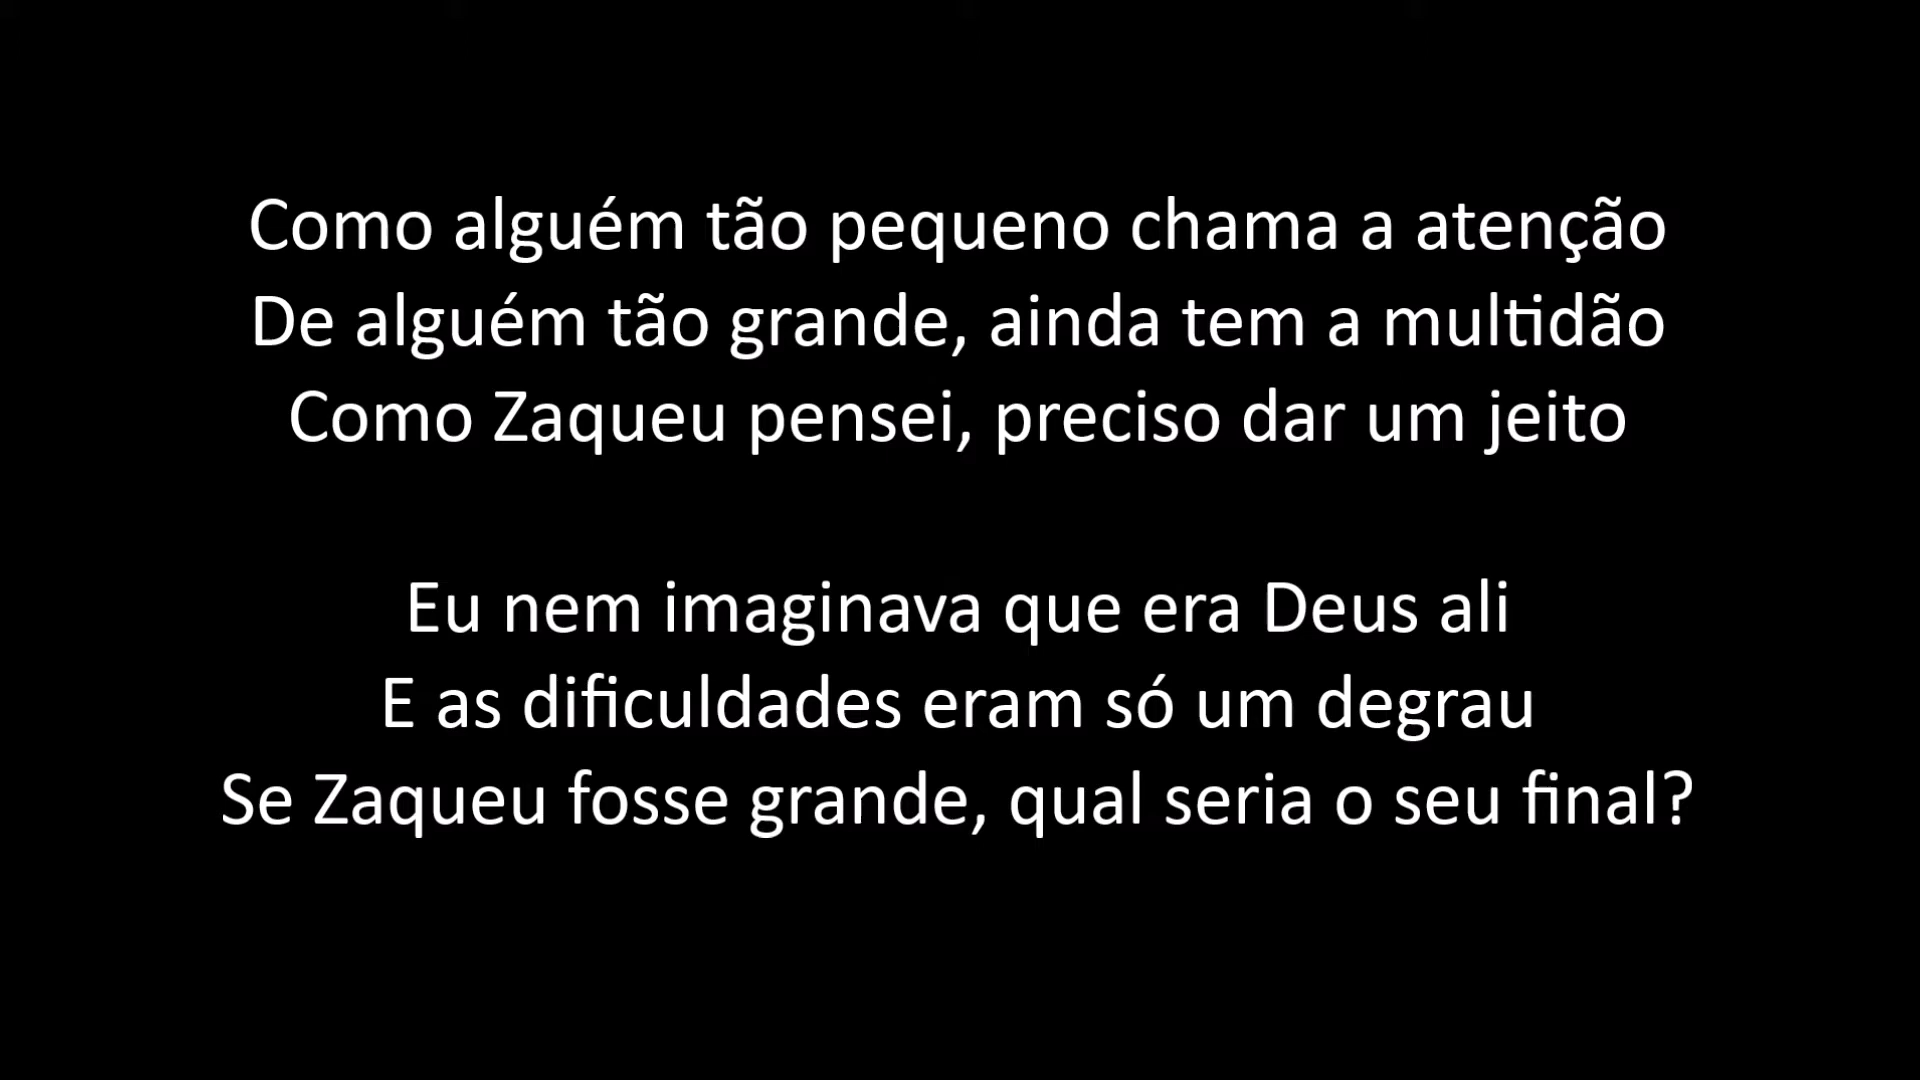 Como alguém tão pequeno chama a atenção
De alguém tão grande, ainda tem a multidão
Como Zaqueu pensei, preciso dar um jeito
Eu nem imaginava que era Deus ali
E as dificuldades eram só um degrau
Se Zaqueu fosse grande, qual seria o seu final?